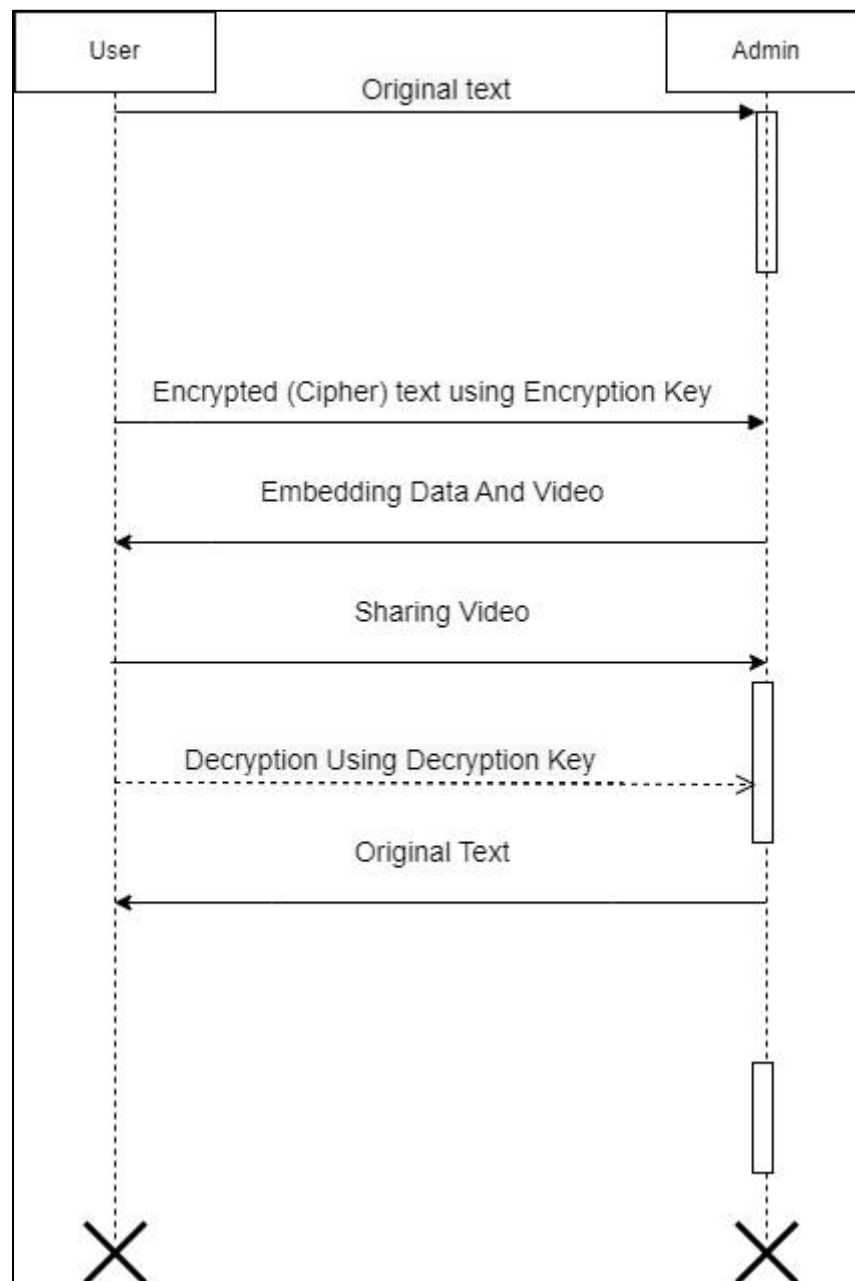 User
Admin
Original text
Encrypted (Cipher) text using Encryption Key
Embedding Data And Video
Sharing Video
Decryption Using Decryption Key
Original Text